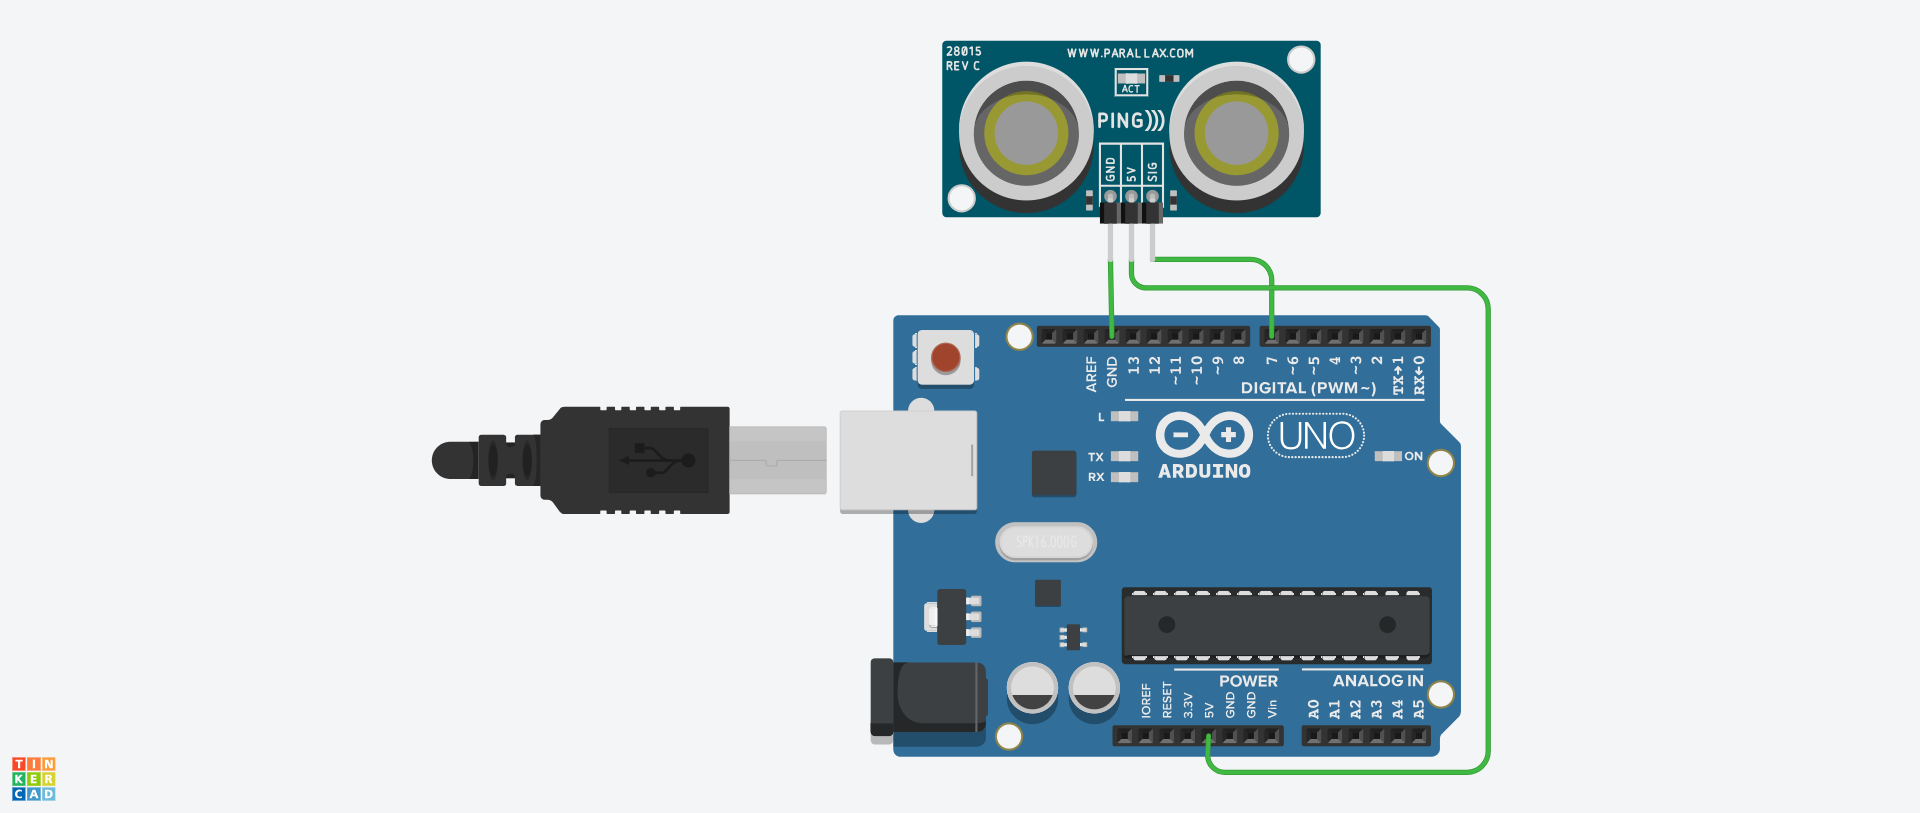 28015
REV C
WWW.PARALLAX.COM
ACT
PING)))
GND
5V
SIG
AREF
GND
13
12
~11
~10
~9
8
7
~6
~5
4
~3
2
TX→1
RX←0
DIGITAL (PWM~)
L
TX
RX
ARDUINO
UNO
ON
SPK16.000G
POWER
ANALOG IN
IOREF
RESET
3.3V
5V
GND
GND
Vin
A0
A1
A2
A3
A4
A5
TIN
KER
CAD